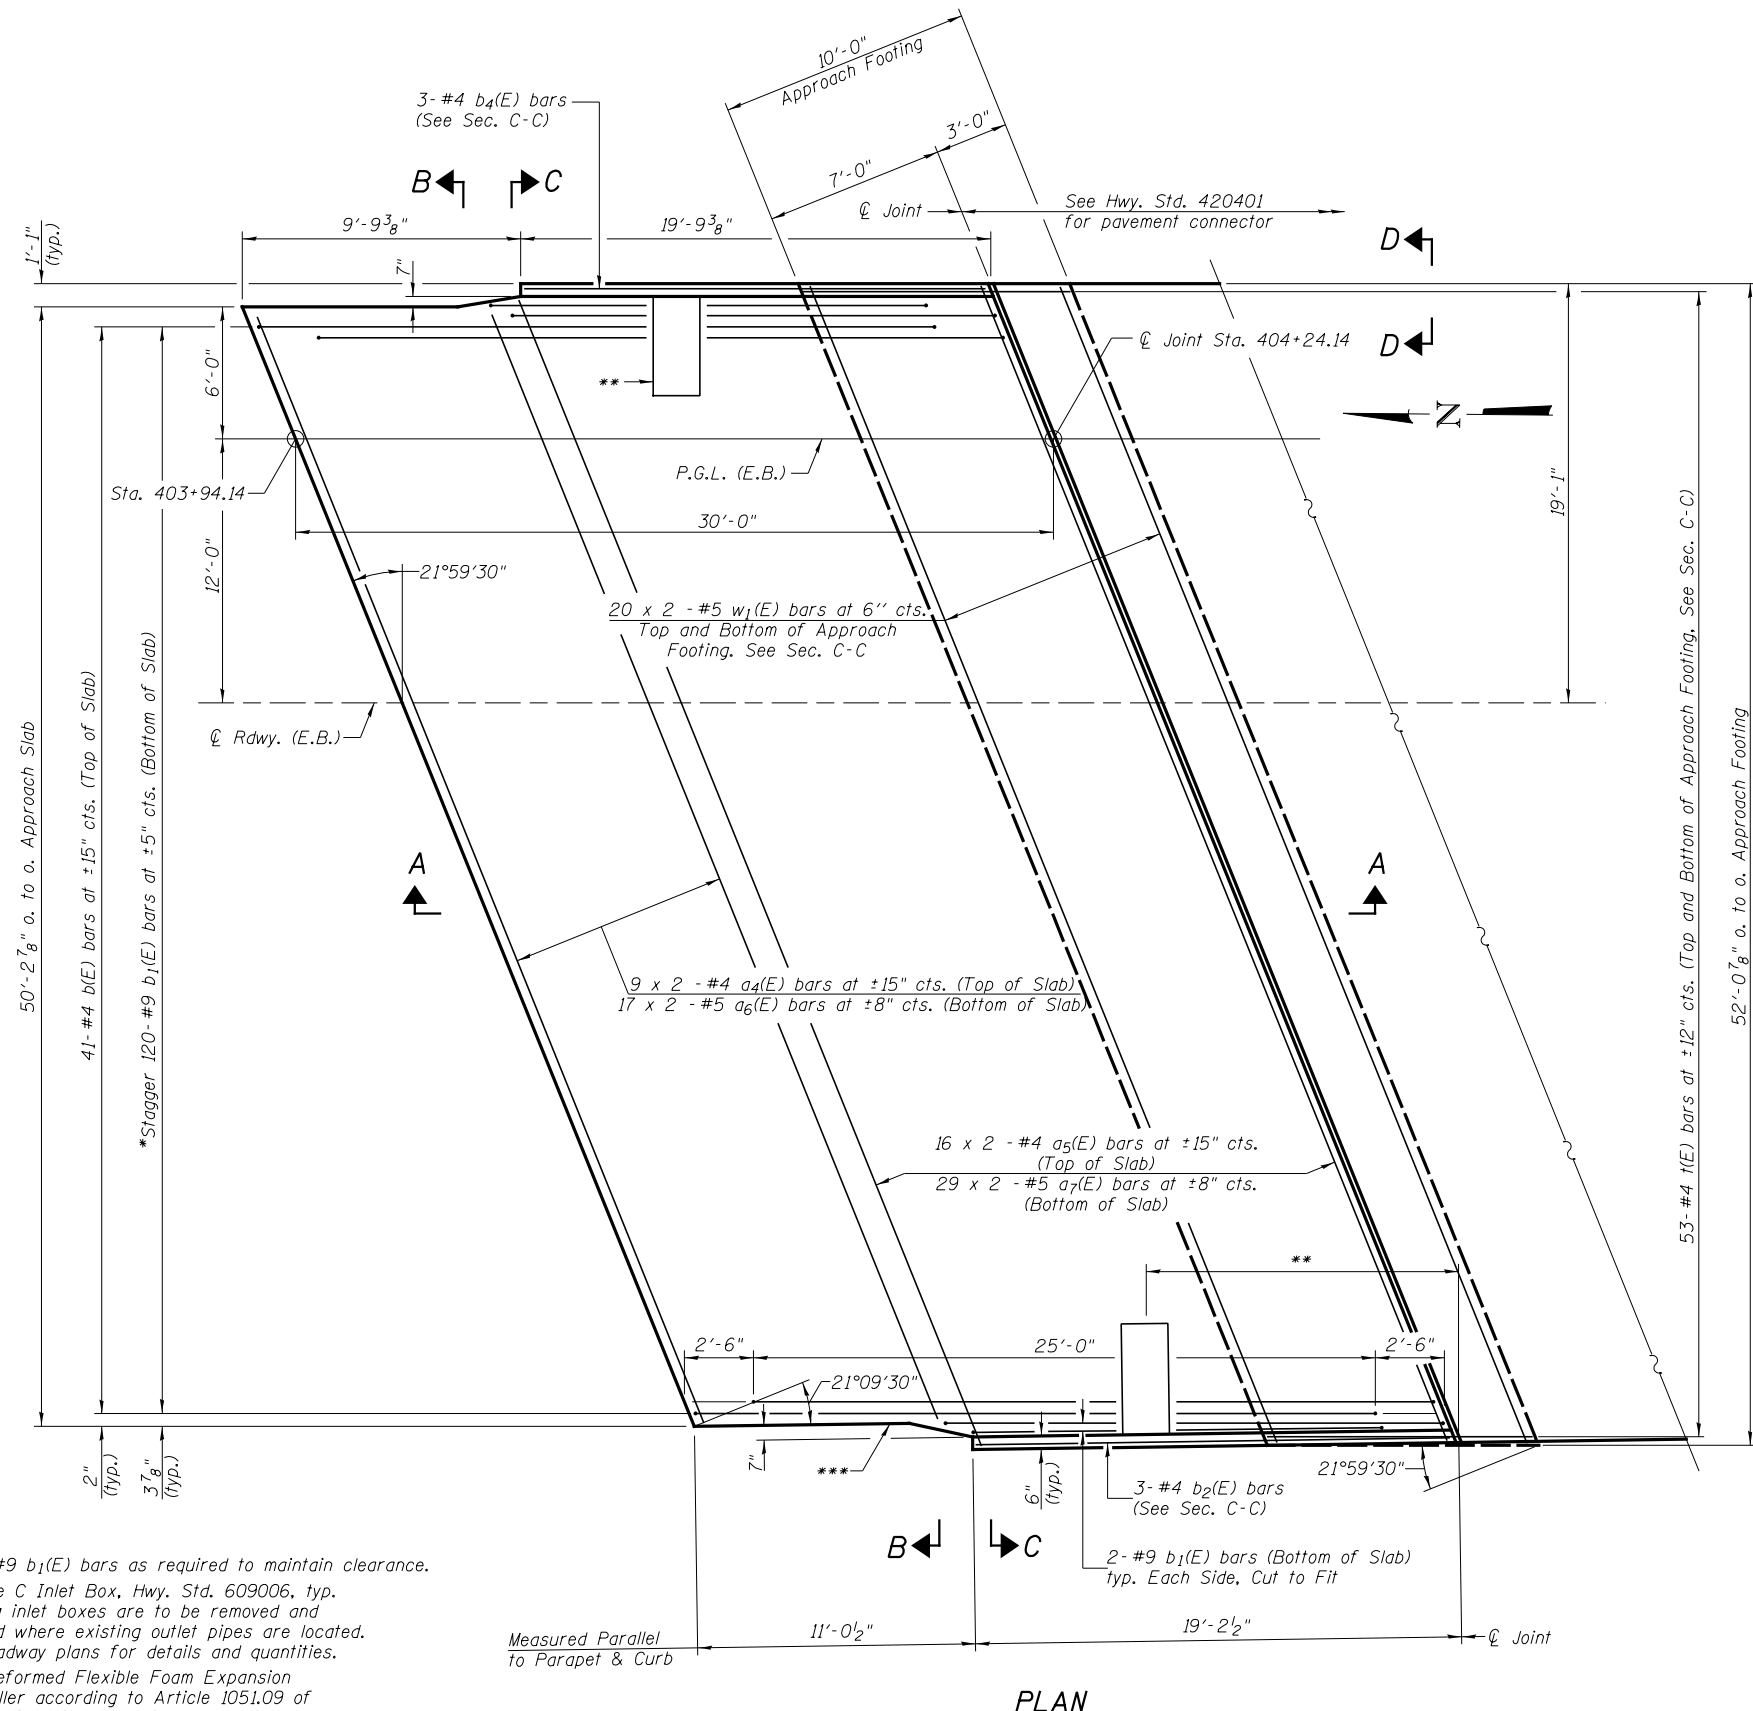 10'-0"
Approach Footing
3-#4 b4(E) bars
(See Sec. C-C)
3'-0"
7'-0"
B
C
℄ Joint
See Hwy. Std. 420401
for pavement connector
1'-1"
(typ.)
9'-9 3/8"
19'-9 3/8"
D
7"
℄ Joint Sta. 404+24.14
D
6'-0"
**
N
P.G.L. (E.B.)
Sta. 403+94.14
30'-0"
19'-1"
12'-0"
21°59'30"
20 x 2 -#5 w1(E) bars at 6" cts.
Top and Bottom of Approach
Footing. See Sec. C-C
℄ Rdwy. (E.B.)
50'-2 7/8" o. to o. Approach Slab
41-#4 b(E) bars at ±15" cts. (Top of Slab)
*Stagger 120-#9 b1(E) bars at ±5" cts. (Bottom of Slab)
53-#4 t(E) bars at ±12" cts. (Top and Bottom of Approach Footing, See Sec. C-C)
52'-0 7/8" o. to o. Approach Footing
A
A
9 x 2 -#4 a4(E) bars at ±15" cts. (Top of Slab)
17 x 2 -#5 a6(E) bars at ±8" cts. (Bottom of Slab)
16 x 2 -#4 a5(E) bars at ±15" cts.
(Top of Slab)
29 x 2 -#5 a7(E) bars at ±8" cts.
(Bottom of Slab)
**
2'-6"
25'-0"
2'-6"
21°09'30"
2"
(typ.)
3 7/8"
(typ.)
7"
***
6"
(typ.)
21°59'30"
3-#4 b2(E) bars
(See Sec. C-C)
B
C
2-#9 b1(E) bars (Bottom of Slab)
typ. Each Side, Cut to Fit
#9 b1(E) bars as required to maintain clearance.
C Inlet Box, Hwy. Std. 609006, typ.
inlet boxes are to be removed and
where existing outlet pipes are located.
plans for details and quantities.
Flexible Foam Expansion
according to Article 1051.09 of
Measured Parallel
to Parapet & Curb
11'-0 1/2"
19'-2 1/2"
℄ Joint
PLAN